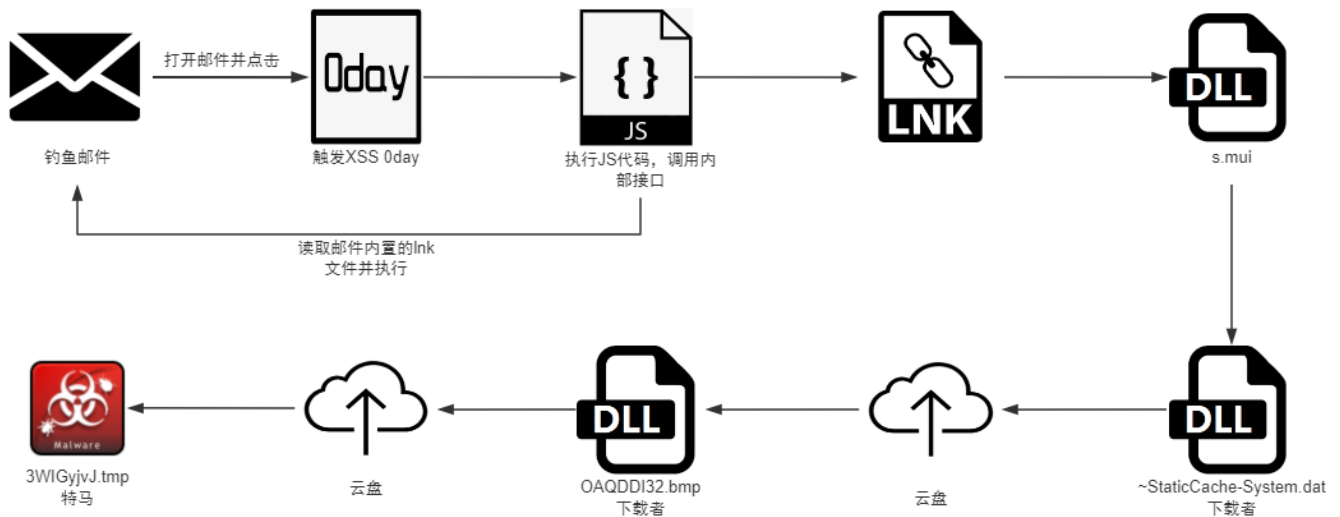 打开邮件并点击
0day
{ }
JS
LNK
DLL
钓鱼邮件
触发XSS 0day
执行JS代码，调用内
部接口
s.mui
读取邮件内置的lnk
文件并执行
Malware
DLL
DLL
3WIGyjvJ.tmp
特马
云盘
OAQDDI32.bmp
下载者
云盘
~StaticCache-System.dat
下载者